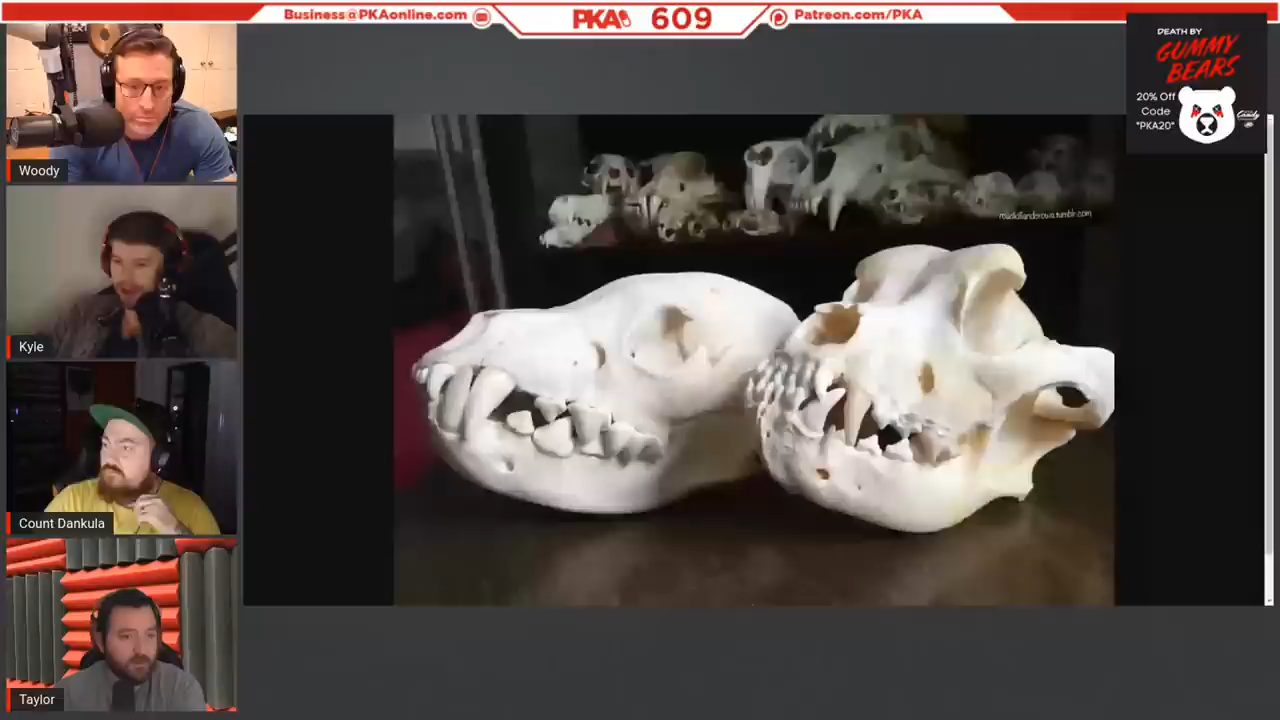 Business@PKAonline.com
PKA 609
Patreon.com/PKA
DEATH BY
GUMMY
BEARS
20% Off
Code
"PKA20"
Candy
Woody
Kyle
Count Dankula
Taylor